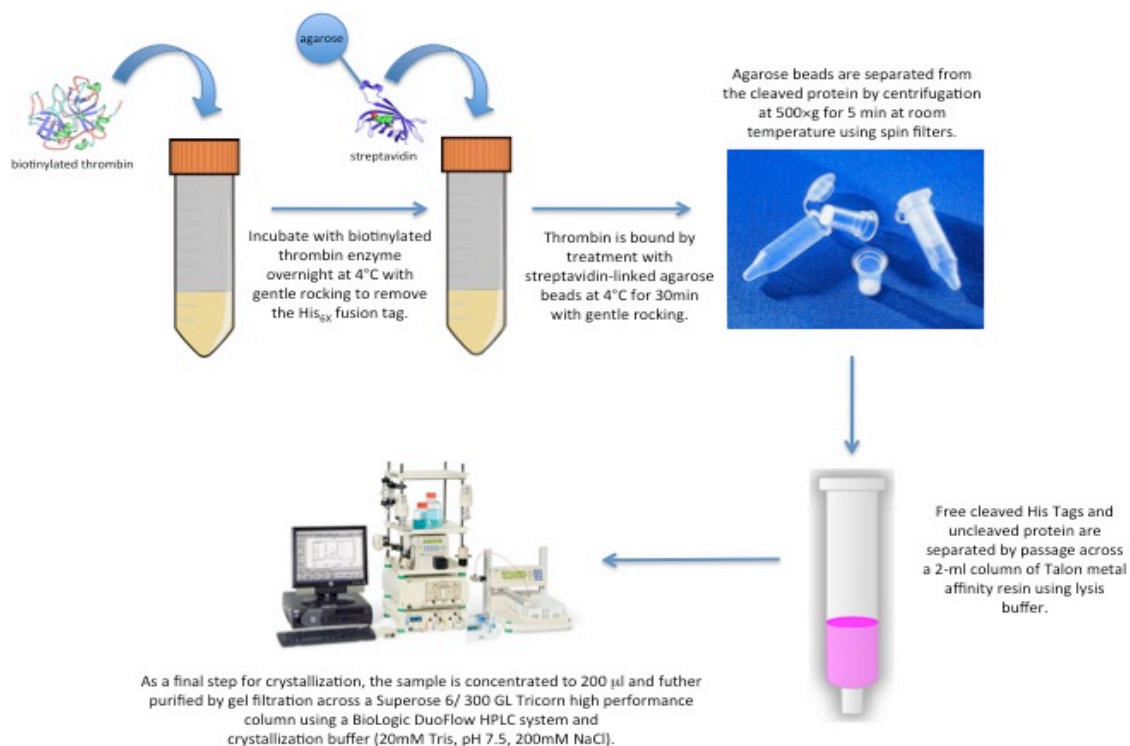 agarose
biotinylated thrombin
streptavidin
Incubate with biotinylated
thrombin enzyme
overnight at 4°C with
gentle rocking to remove
the His6X fusion tag.
Thrombin is bound by
treatment with
streptavidin-linked agarose
beads at 4°C for 30min
with gentle rocking.
Agarose beads are separated from
the cleaved protein by centrifugation
at 500×g for 5 min at room
temperature using spin filters.
Free cleaved His Tags and
uncleaved protein are
separated by passage across
a 2-ml column of Talon metal
affinity resin using lysis
buffer.
As a final step for crystallization, the sample is concentrated to 200 μl and futher
purified by gel filtration across a Superose 6/ 300 GL Tricorn high performance
column using a BioLogic DuoFlow HPLC system and
crystallization buffer (20mM Tris, pH 7.5, 200mM NaCl).